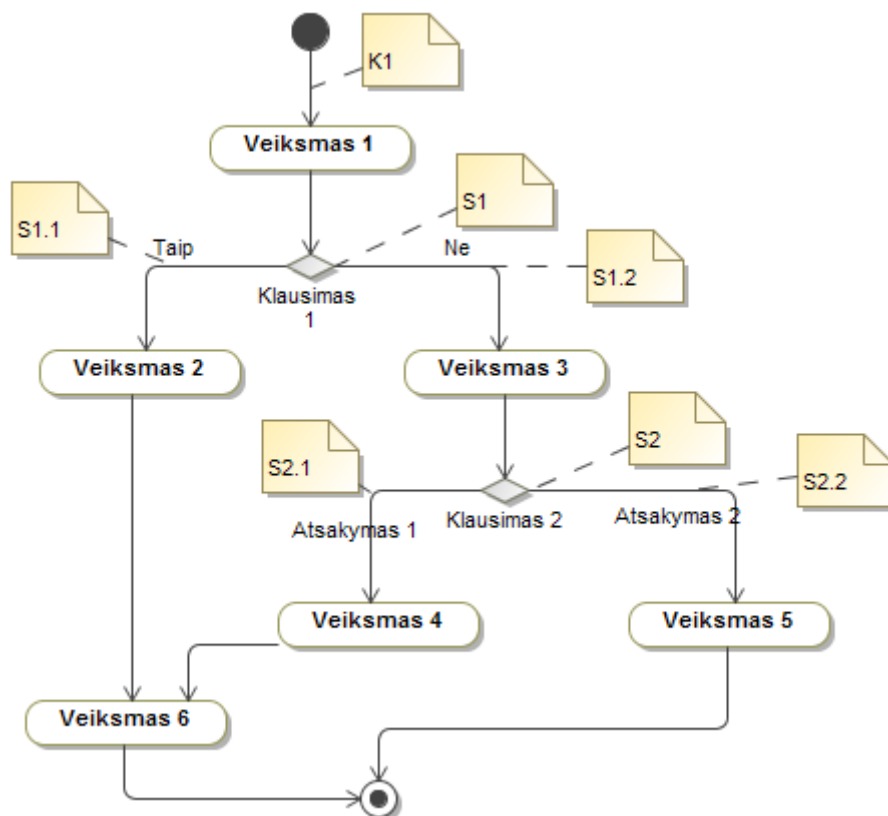 K1
Veiksmas 1
S1
S1.1
Taip
Ne
S1.2
Klausimas
1
Veiksmas 2
Veiksmas 3
S2
S2.1
S2.2
Atsakymas 1
Klausimas 2
Atsakymas 2
Veiksmas 4
Veiksmas 5
Veiksmas 6